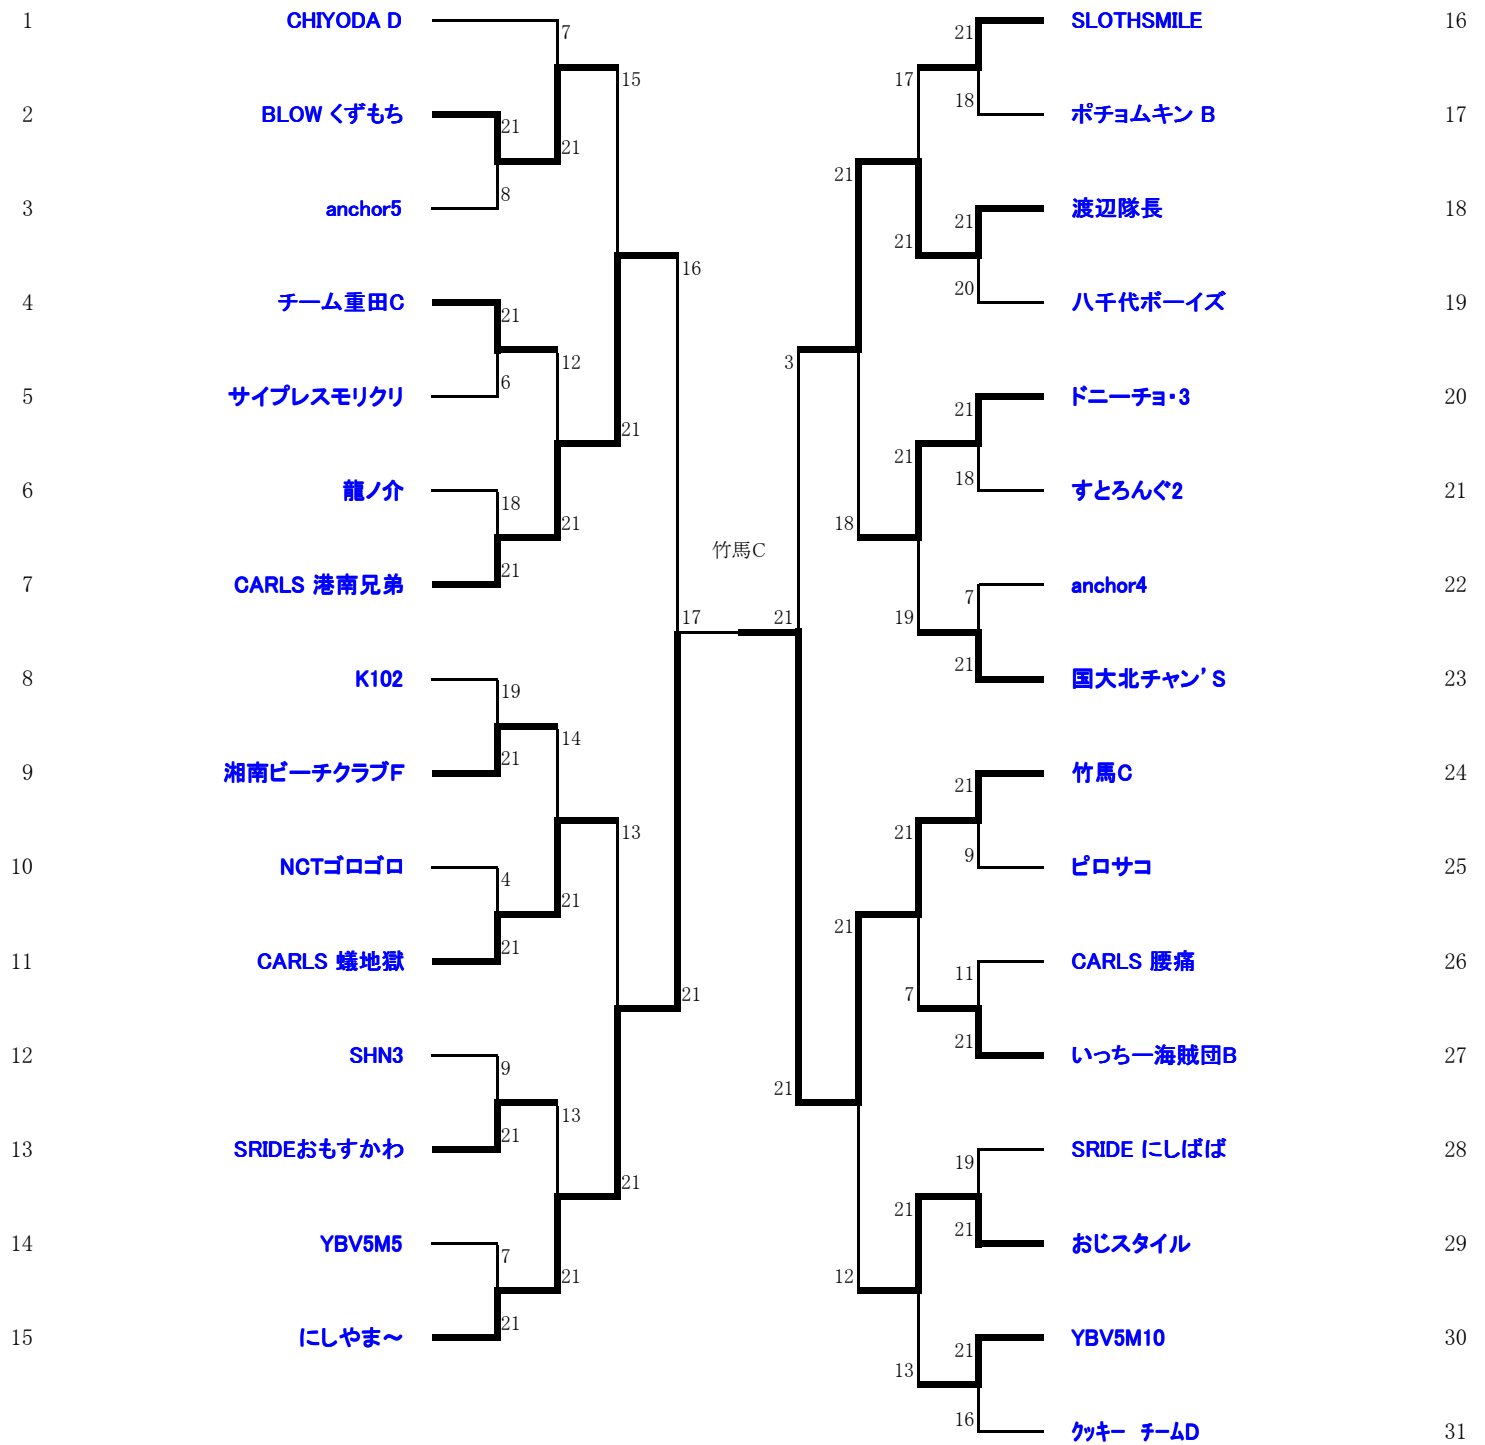 1 CHIYODA D 7 21 SLOTHSMILE 16
17 15
2 BLOW くずもち 21 21 18 ポチョムキン B 17
21
3 anchor5 8 21 21 渡辺隊長 18
16
4 チーム重田C 21 20 八千代ボーイズ 19
12 3
5 サイプレスモリクリ 6 21 ドニーチョ・3 20
21 21
6 龍ノ介 18 18 すとろんぐ2 21
21 18
竹馬C
7 CARLS 港南兄弟 21 7 anchor4 22
17 21 19
8 K102 19 21 国大北チャン’S 23
14
9 湘南ビーチクラブF 21 21 竹馬C 24
13 21
10 NCTゴロゴロ 4 9 ピロサコ 25
21 21
11 CARLS 蟻地獄 21 11 CARLS 腰痛 26
21 7
12 SHN3 9 21 いっちー海賊団B 27
13 21
13 SRIDEおもすかわ 21 19 SRIDE にしばば 28
21 21
14 YBV5M5 7 21 おじスタイル 29
21 12
15 にしやま～ 21 21 YBV5M10 30
13
16 クッキー チームD 31